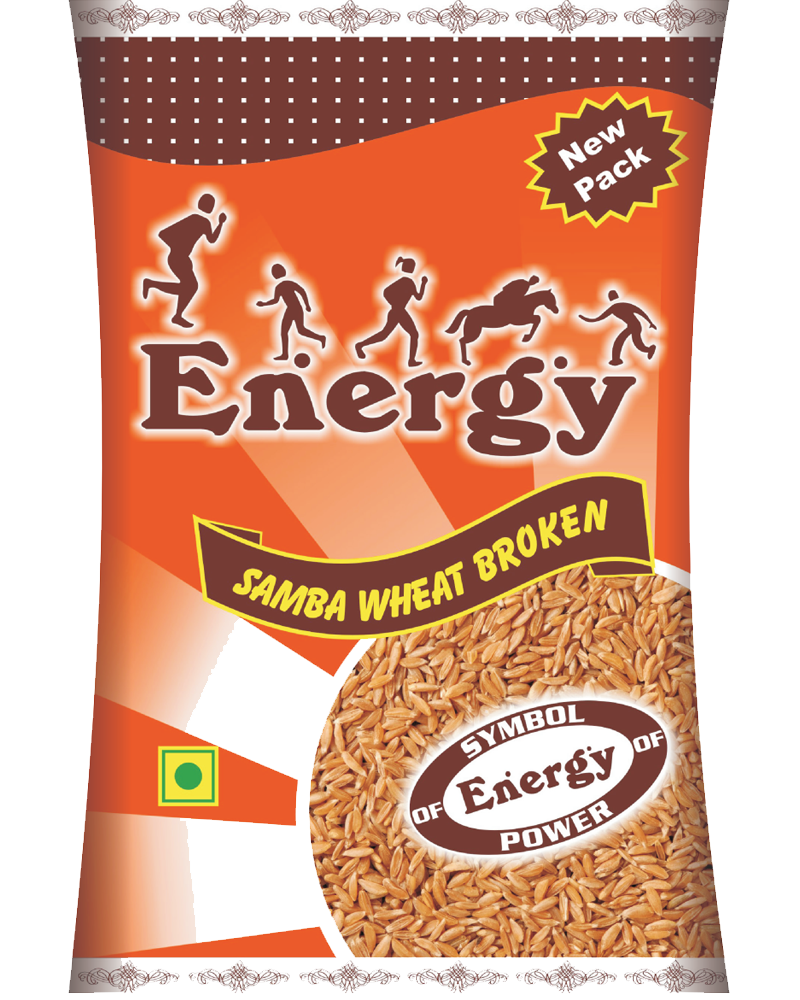 New
Pack
Energy
SAMBA WHEAT BROKEN
SYMBOL
OF Energy OF
POWER